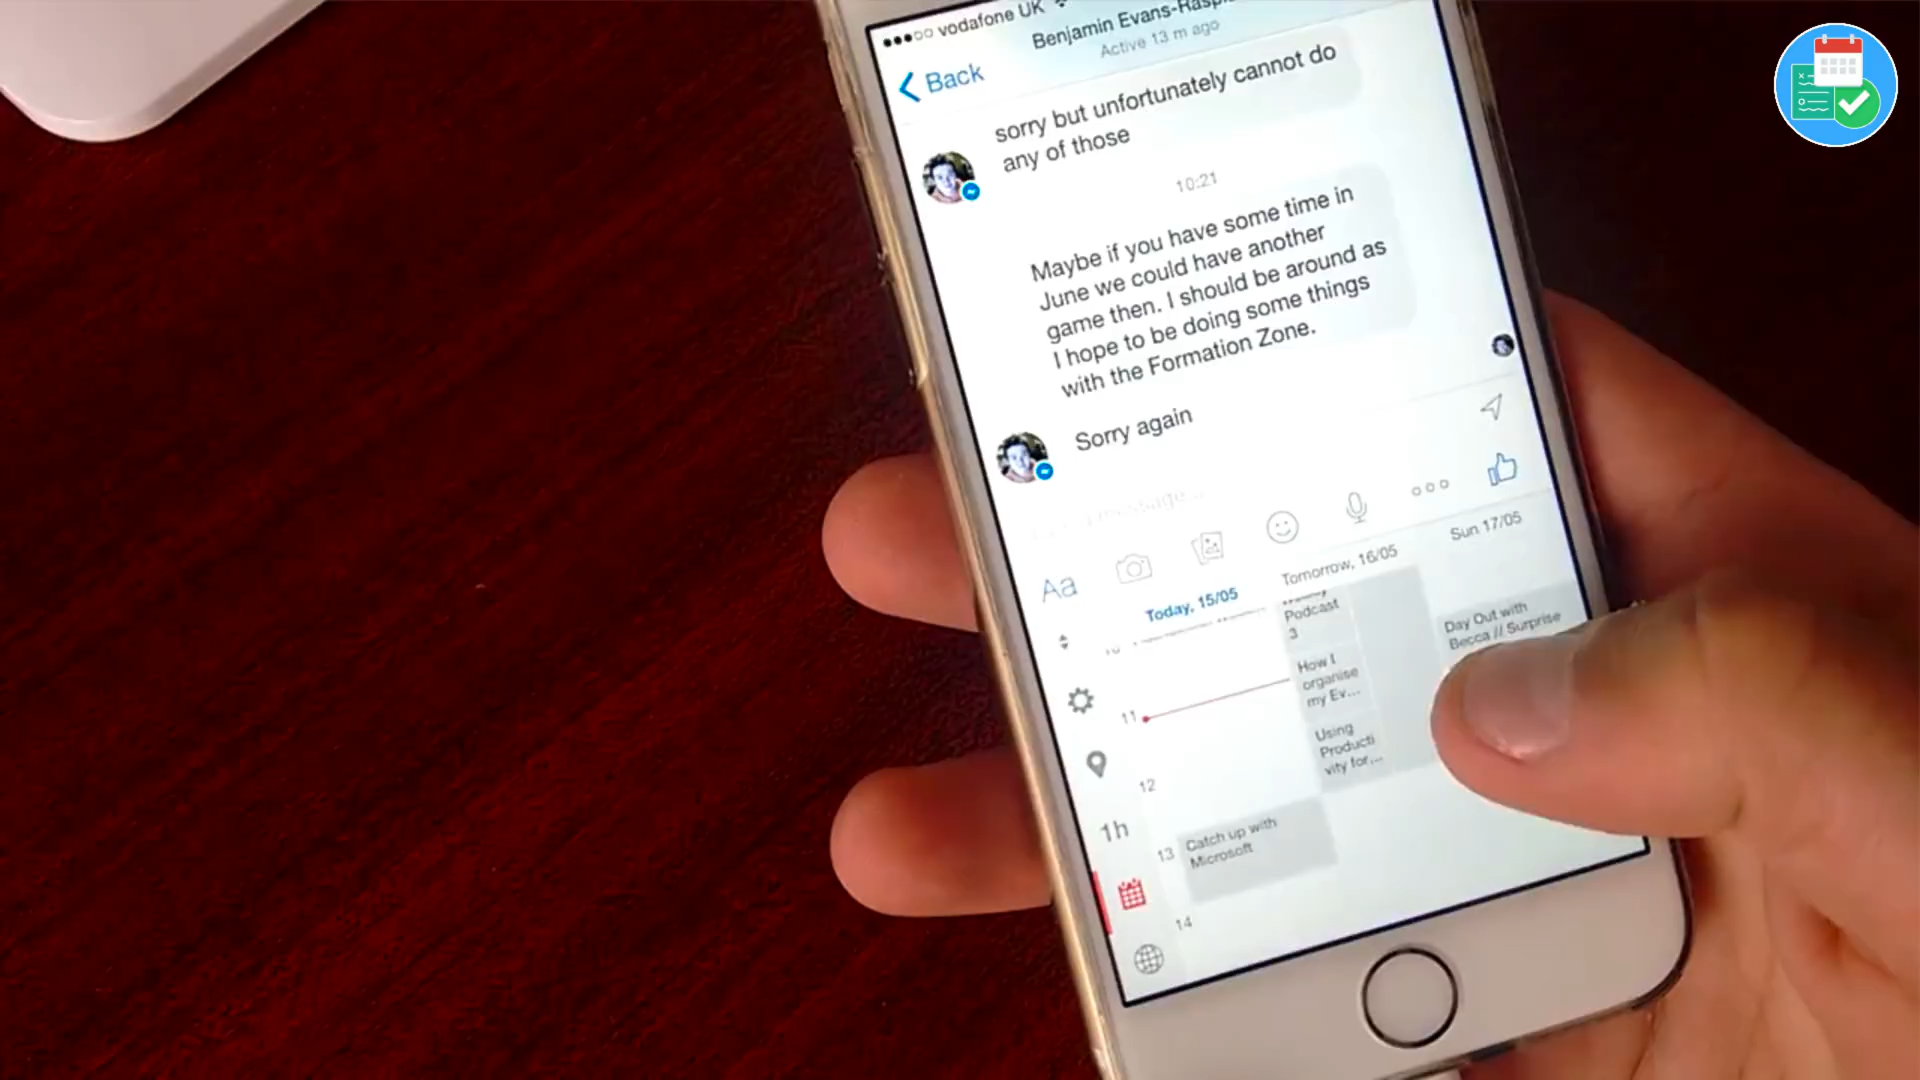 vodafone UK
Benjamin Evans-
Active 13 m ago
Back
sorry but unfortunately cannot do
any of those
10:21
Maybe if you have some time in
June we could have another
game then. I should be around as
I hope to be doing some things
with the Formation Zone.
Sorry again
message...
Aa
Today, 15/05
Tomorrow, 16/05
Sun 17/05
Podcast
3
Day Out with
Becca // Surprise
How I
organise
my Ev...
11
Using
Producti
vity for...
12
1h
13
Catch up with
Microsoft
14